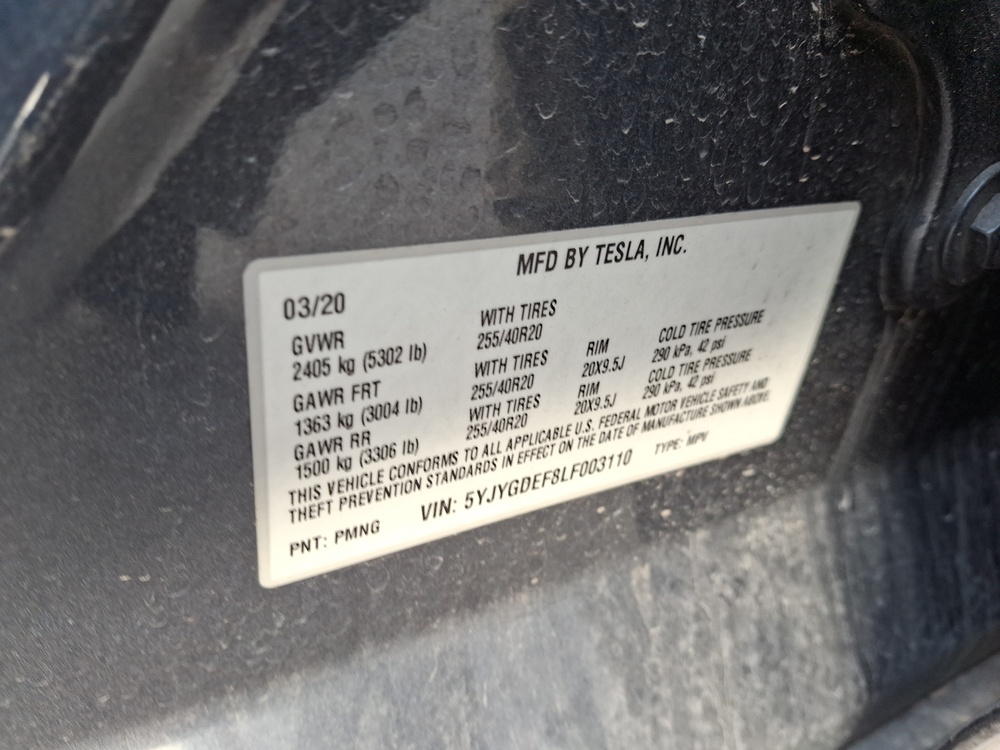 MFD BY TESLA, INC.
03/20
GVWR
2405 kg (5302 lb)
WITH TIRES
255/40R20
GAWR FRT
1363 kg (3004 lb)
WITH TIRES
255/40R20
RIM
20X9.5J
COLD TIRE PRESSURE
290 kPa, 42 psi
GAWR RR
1500 kg (3306 lb)
WITH TIRES
255/40R20
RIM
20X9.5J
COLD TIRE PRESSURE
290 kPa, 42 psi
THIS VEHICLE CONFORMS TO ALL APPLICABLE U.S. FEDERAL MOTOR VEHICLE SAFETY AND
THEFT PREVENTION STANDARDS IN EFFECT ON THE DATE OF MANUFACTURE SHOWN ABOVE.
PNT: PMNG VIN: 5YJYGDEF8LF003110 TYPE: MPV